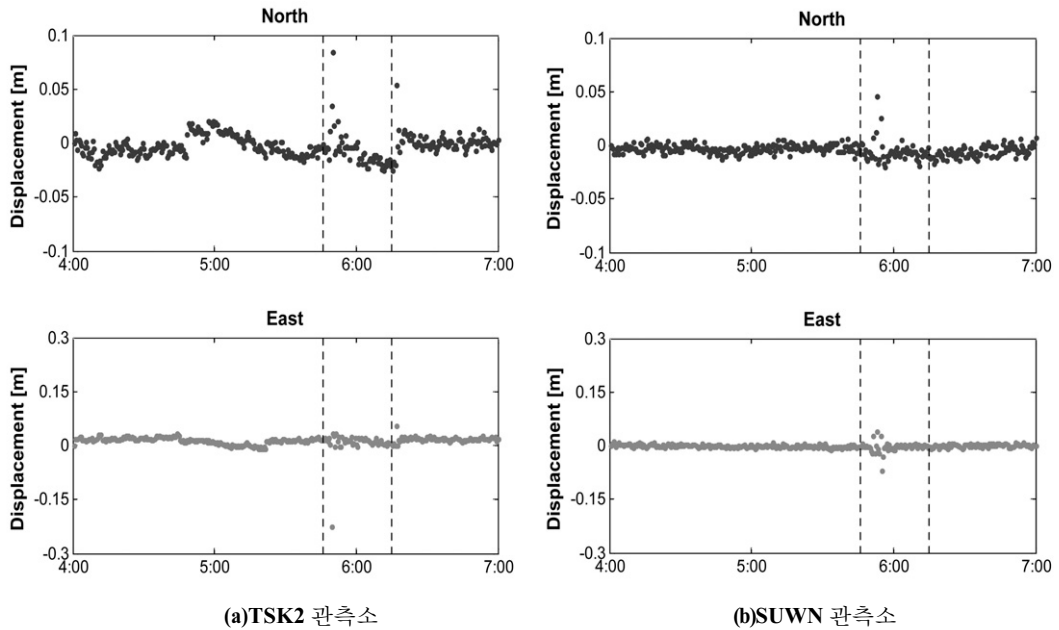 North
Displacement [m]
0.1
0.05
0
-0.05
-0.1
4:00 5:00 6:00 7:00
North
Displacement [m]
0.1
0.05
0
-0.05
-0.1
4:00 5:00 6:00 7:00
East
Displacement [m]
0.3
0.15
0
-0.15
-0.3
4:00 5:00 6:00 7:00
East
Displacement [m]
0.3
0.15
0
-0.15
-0.3
4:00 5:00 6:00 7:00
(a)TSK2 관측소
(b)SUWN 관측소